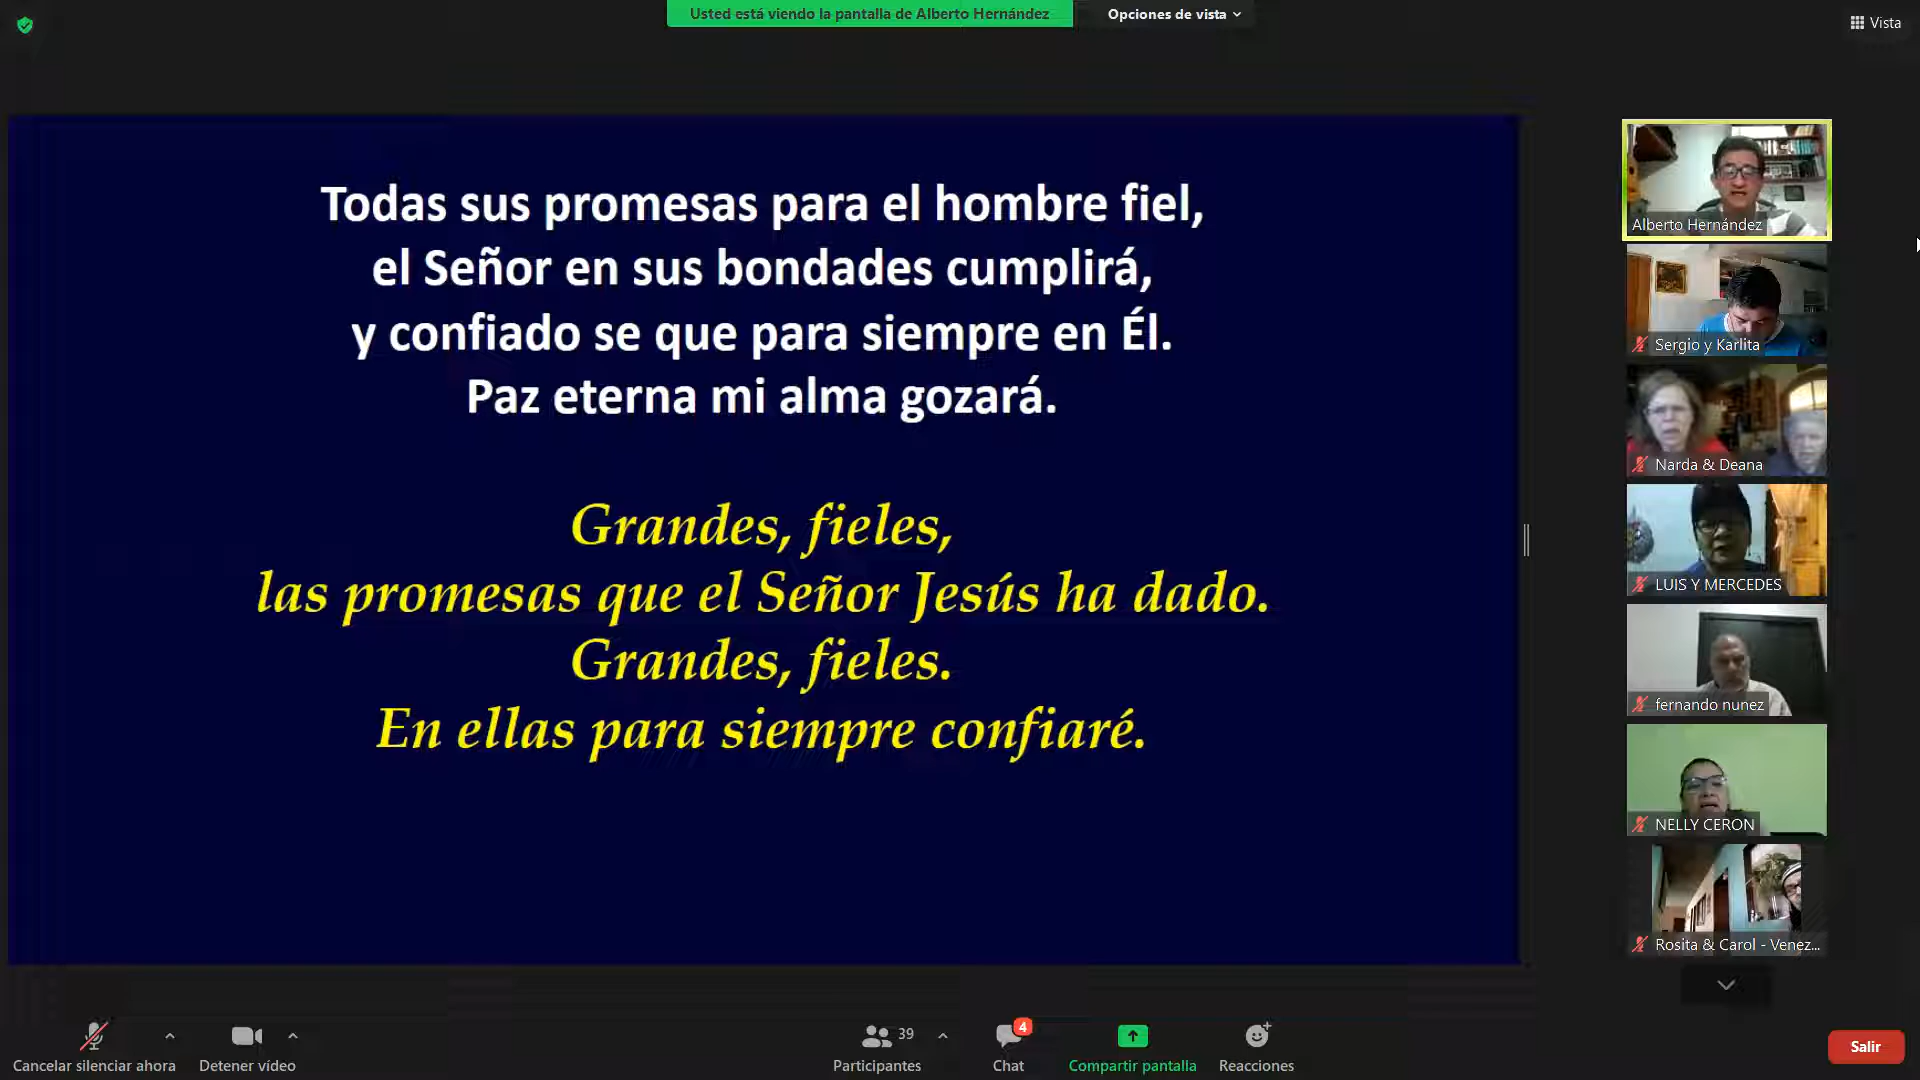 Usted está viendo la pantalla de Alberto Hernández
Opciones de vista
Vista
Todas sus promesas para el hombre fiel,
el Señor en sus bondades cumplirá,
y confiado se que para siempre en Él.
Paz eterna mi alma gozará.
Grandes, fieles,
las promesas que el Señor Jesús ha dado.
Grandes, fieles.
En ellas para siempre confiaré.
Alberto Hernández
Sergio y Karlita
Narda & Deana
LUIS Y MERCEDES
fernando nunez
NELLY CERON
Rosita & Carol - Venez...
Cancelar silenciar ahora
Detener vídeo
39
Participantes
4
Chat
Compartir pantalla
Reacciones
Salir